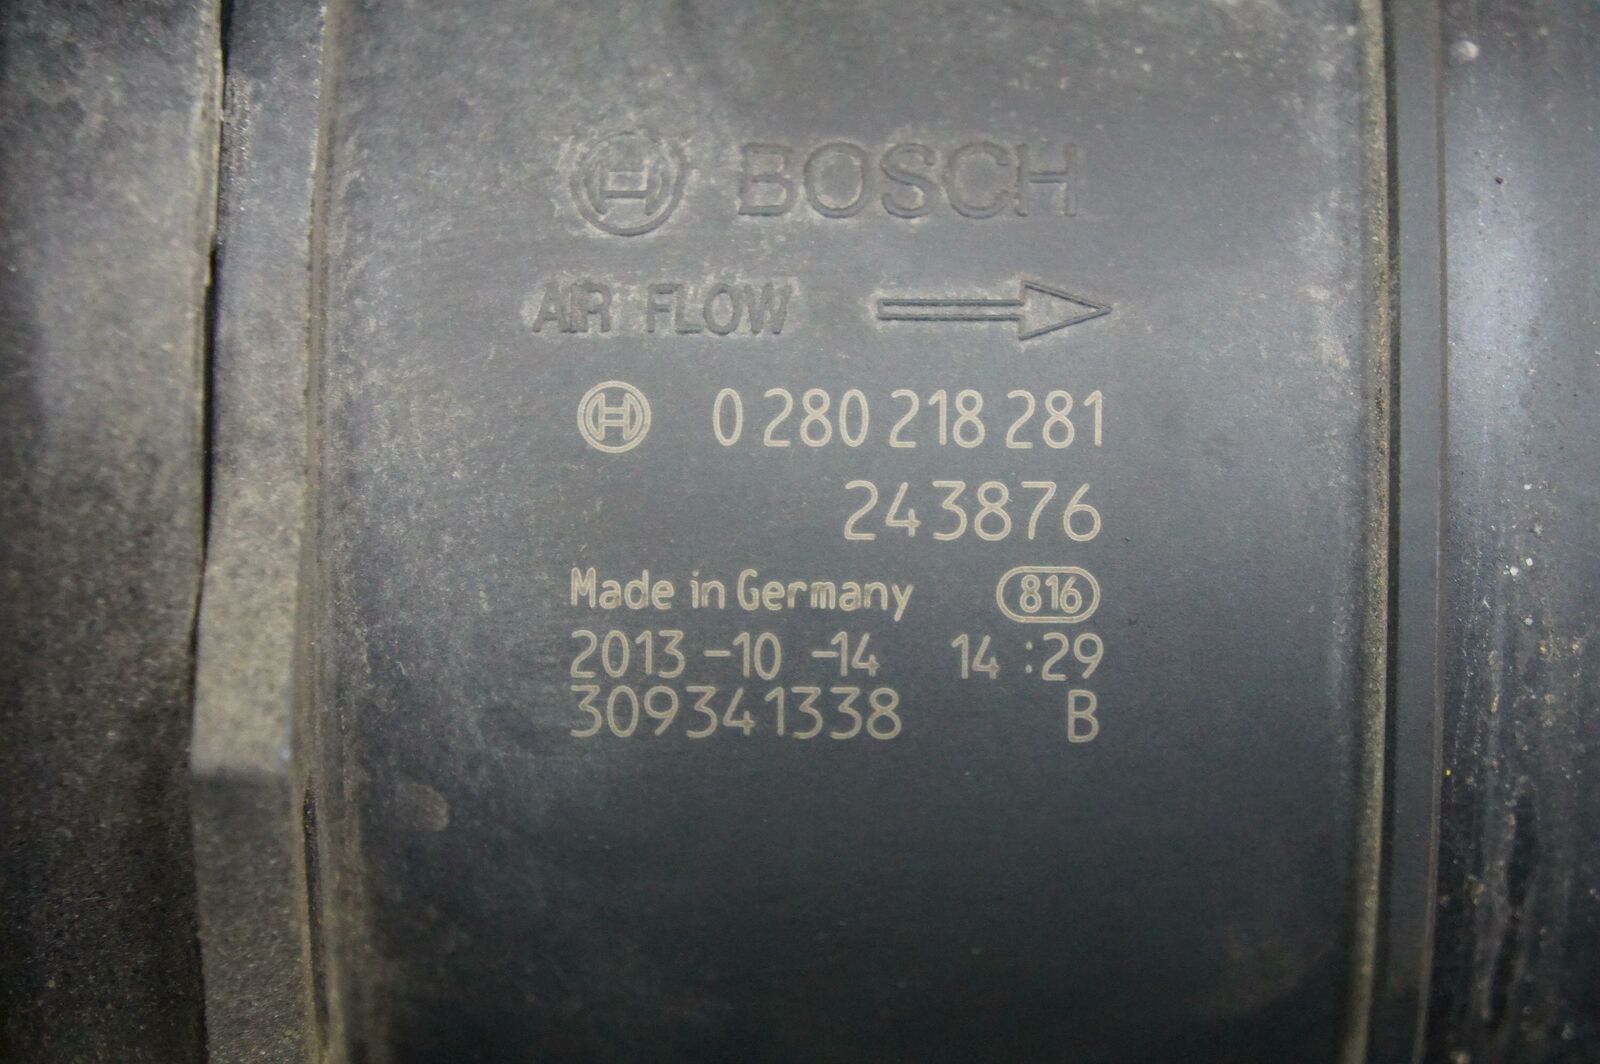 BOSCH
AIR FLOW
0 280 218 281
243876
Made in Germany 816
2013-10-14 14:29
309341338 B